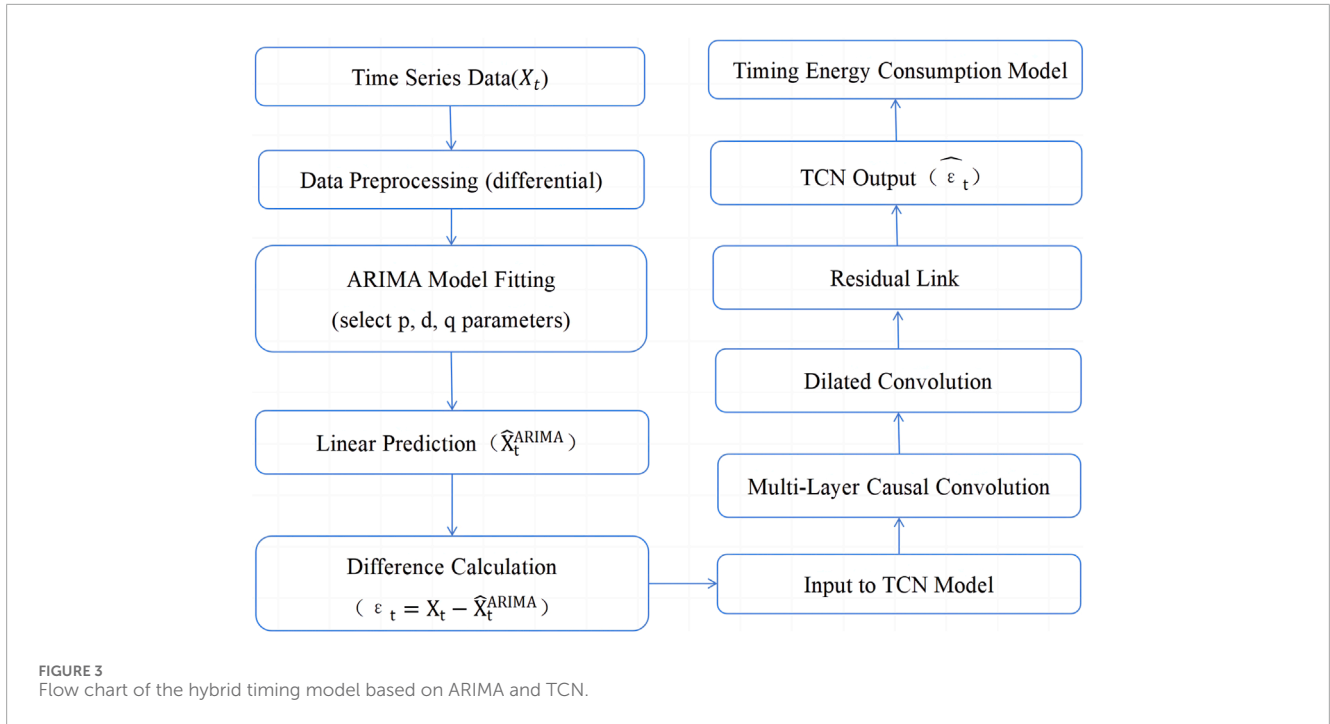 Time Series Data(X_t)
Data Preprocessing (differential)
ARIMA Model Fitting
(select p, d, q parameters)
Linear Prediction（X̂_t^ARIMA）
Difference Calculation
（ε_t = X_t − X̂_t^ARIMA）
Input to TCN Model
Multi-Layer Causal Convolution
Dilated Convolution
Residual Link
TCN Output（ε̂_t）
Timing Energy Consumption Model
FIGURE 3
Flow chart of the hybrid timing model based on ARIMA and TCN.